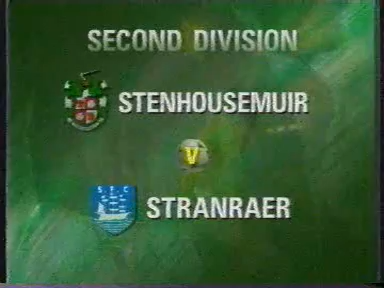 SECOND DIVISION
STENHOUSEMUIR
V
S F C
STRANRAER